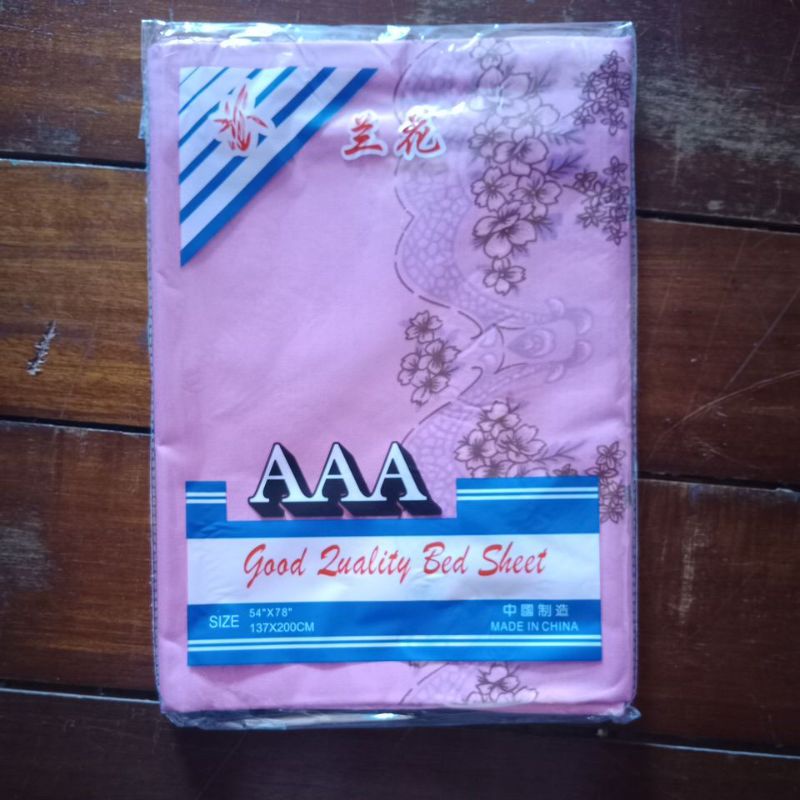 兰花
AAA
Good Quality Bed Sheet
SIZE
54"X78"
137X200CM
中國制造
MADE IN CHINA